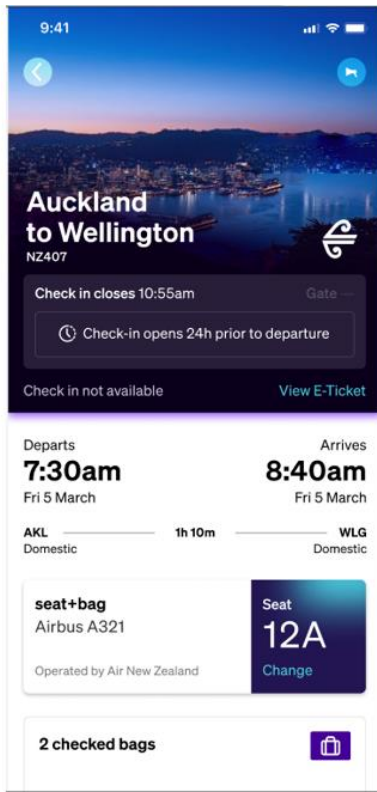 9:41
Auckland
to Wellington
NZ407
Check in closes 10:55am Gate —
Check-in opens 24h prior to departure
Check in not available View E-Ticket
Departs Arrives
7:30am 8:40am
Fri 5 March Fri 5 March
AKL 1h 10m WLG
Domestic Domestic
seat+bag Seat
Airbus A321 12A
Operated by Air New Zealand Change
2 checked bags